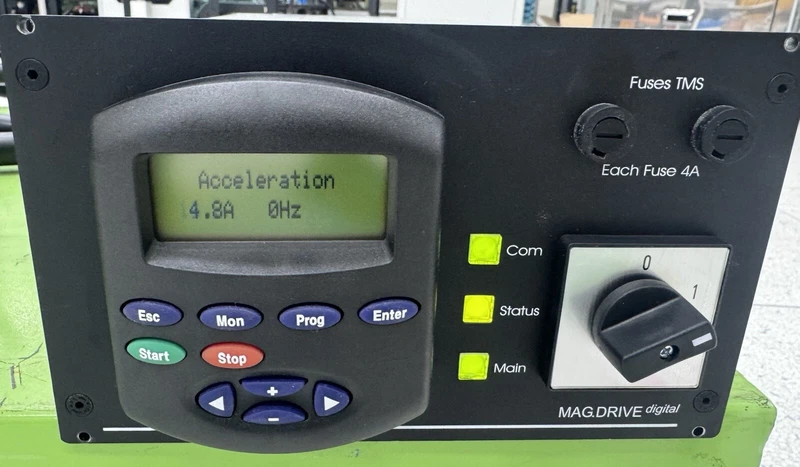 Fuses TMS
Each Fuse 4A
Acceleration
4.8A 0Hz
Com
Status
Main
0
1
Esc Mon Prog Enter
Start Stop
+
-
MAG.DRIVE digital